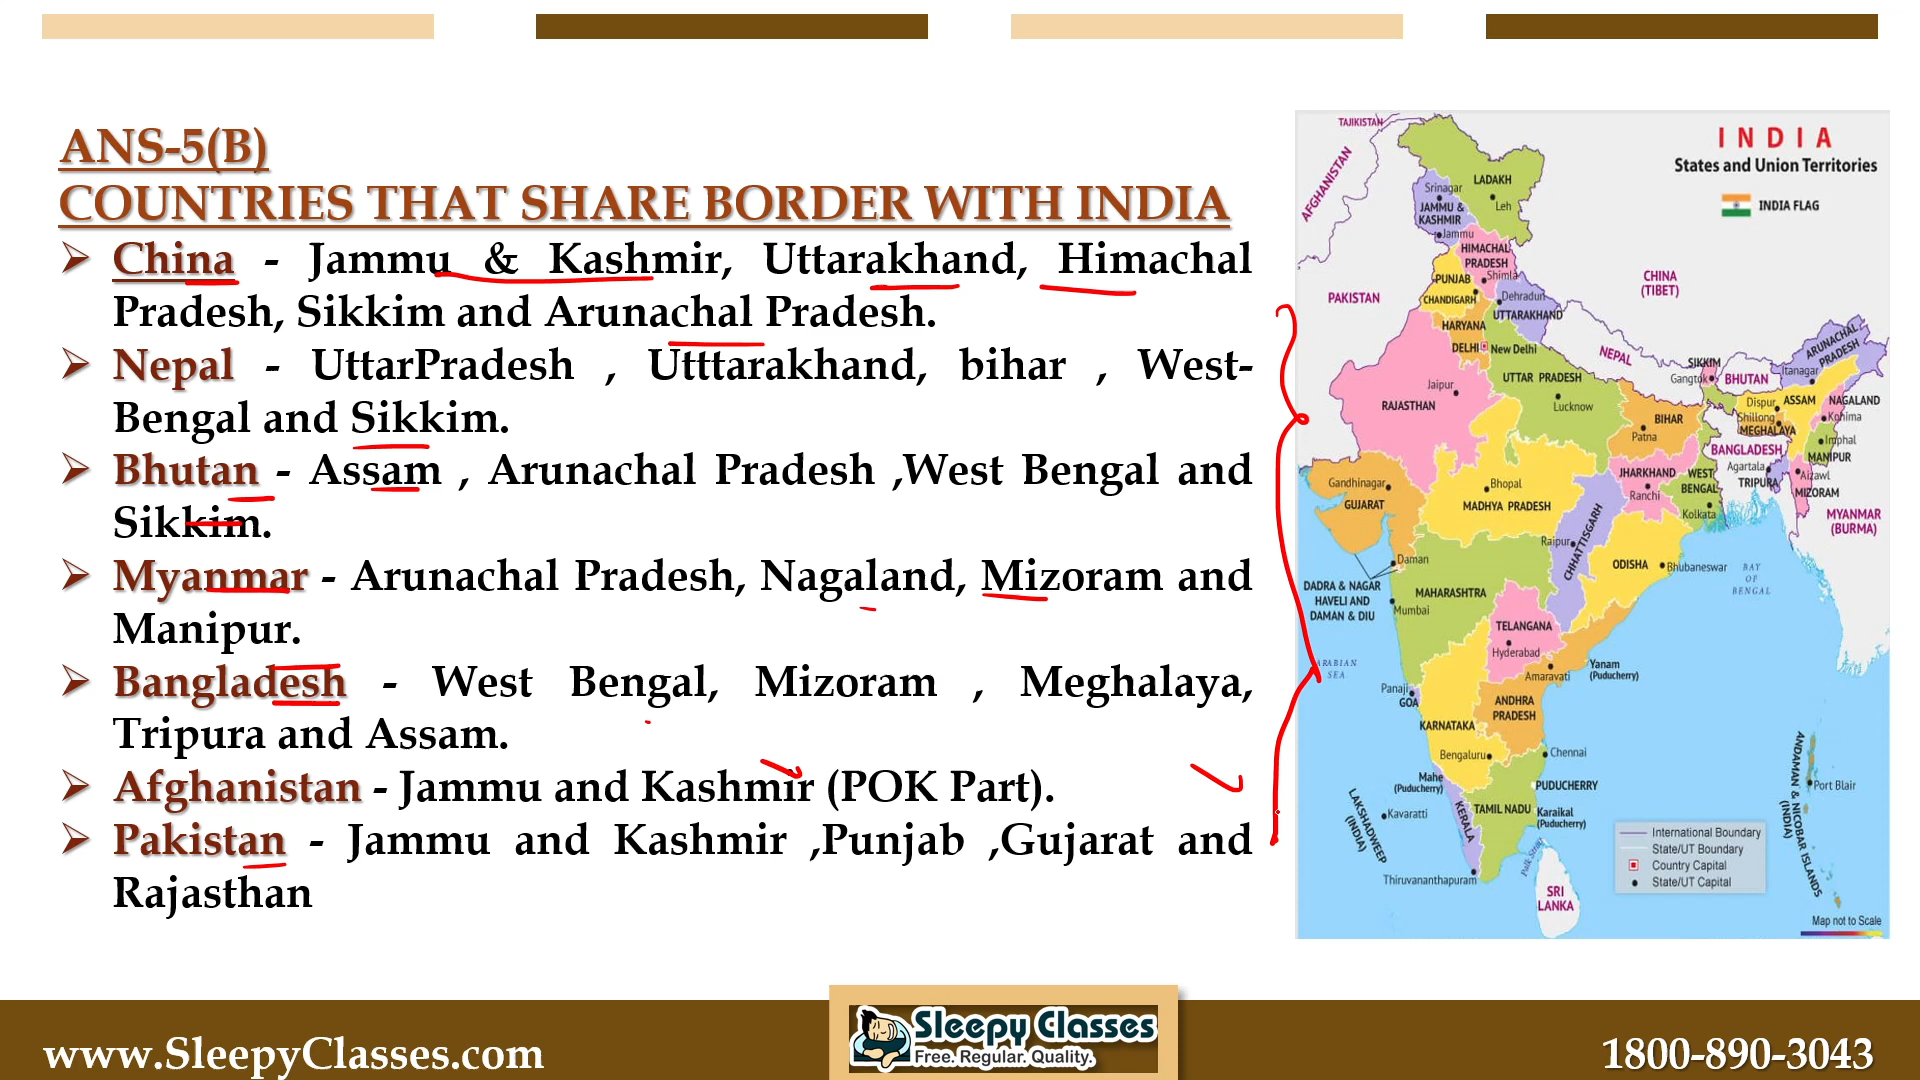 ANS-5(B)
COUNTRIES THAT SHARE BORDER WITH INDIA
China - Jammu & Kashmir, Uttarakhand, Himachal
Pradesh, Sikkim and Arunachal Pradesh.
Nepal - UttarPradesh , Utttarakhand, bihar , West-
Bengal and Sikkim.
Bhutan - Assam , Arunachal Pradesh ,West Bengal and
Sikkim.
Myanmar - Arunachal Pradesh, Nagaland, Mizoram and
Manipur.
Bangladesh - West Bengal, Mizoram , Meghalaya,
Tripura and Assam.
Afghanistan - Jammu and Kashmir (POK Part).
Pakistan - Jammu and Kashmir ,Punjab ,Gujarat and
Rajasthan
INDIA
States and Union Territories
INDIA FLAG
TAJIKISTAN
AFGHANISTAN
PAKISTAN
CHINA
(TIBET)
NEPAL
BHUTAN
BANGLADESH
MYANMAR
(BURMA)
SRI
LANKA
LADAKH
Leh
Srinagar
JAMMU &
KASHMIR
Jammu
HIMACHAL
PRADESH
Shimla
PUNJAB
CHANDIGARH
Dehradun
UTTARAKHAND
HARYANA
DELHI
New Delhi
Jaipur
RAJASTHAN
UTTAR PRADESH
Lucknow
BIHAR
Patna
SIKKIM
Gangtok
ARUNACHAL
PRADESH
Itanagar
Dispur
ASSAM
NAGALAND
Kohima
Shillong
MEGHALAYA
Imphal
MANIPUR
Agartala
TRIPURA
Aizawl
MIZORAM
Gandhinagar
GUJARAT
Bhopal
MADHYA PRADESH
JHARKHAND
Ranchi
WEST
BENGAL
Kolkata
Raipur
CHHATTISGARH
ODISHA
Bhubaneswar
Daman
DADRA & NAGAR
HAVELI AND
DAMAN & DIU
MAHARASHTRA
Mumbai
TELANGANA
Hyderabad
Amaravati
Yanam
(Puducherry)
ANDHRA
PRADESH
Panaji
GOA
KARNATAKA
Bengaluru
Chennai
Mahe
(Puducherry)
PUDUCHERRY
KERALA
TAMIL NADU
Karaikal
(Puducherry)
LAKSHADWEEP
(INDIA)
Kavaratti
Thiruvananthapuram
Palk Strait
ARABIAN
SEA
BAY
OF
BENGAL
ANDAMAN & NICOBAR ISLANDS
(INDIA)
Port Blair
International Boundary
State/UT Boundary
Country Capital
State/UT Capital
Map not to Scale
www.SleepyClasses.com
Sleepy Classes
Free. Regular. Quality.
1800-890-3043